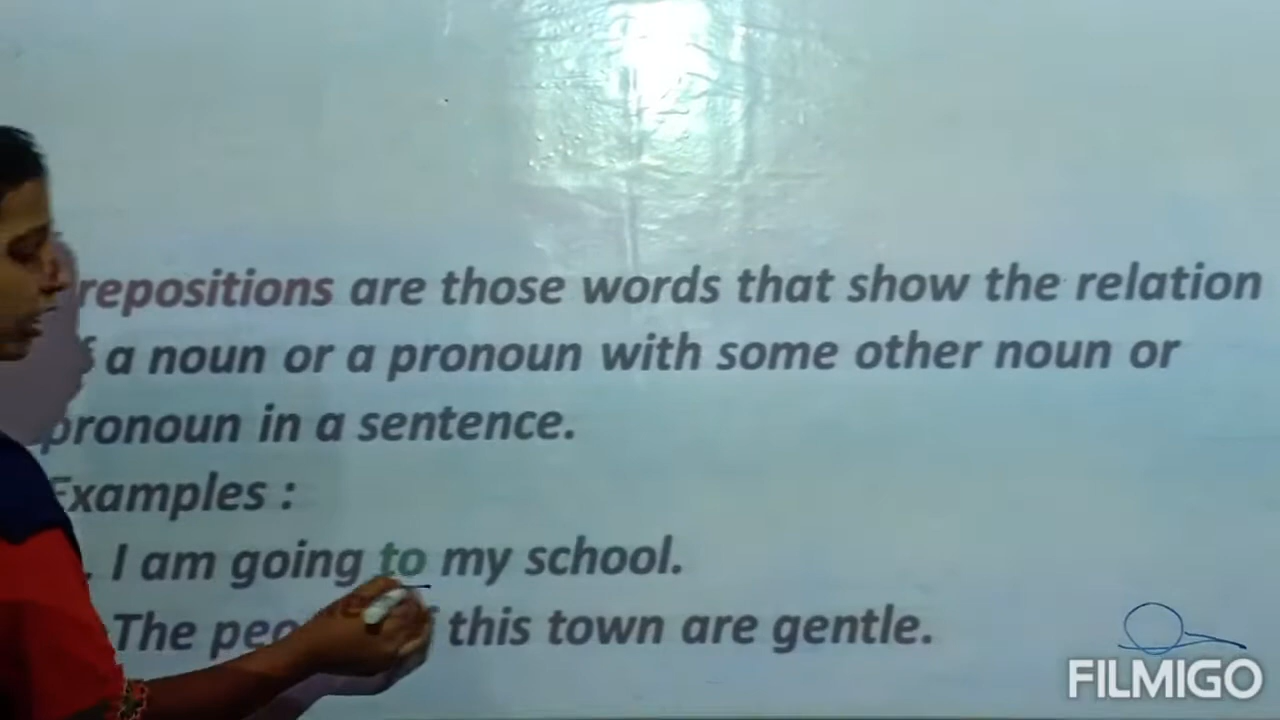 repositions are those words that show the relation
a noun or a pronoun with some other noun or
pronoun in a sentence.
Examples :
. I am going to my school.
The this town are gentle.
FILMIGO